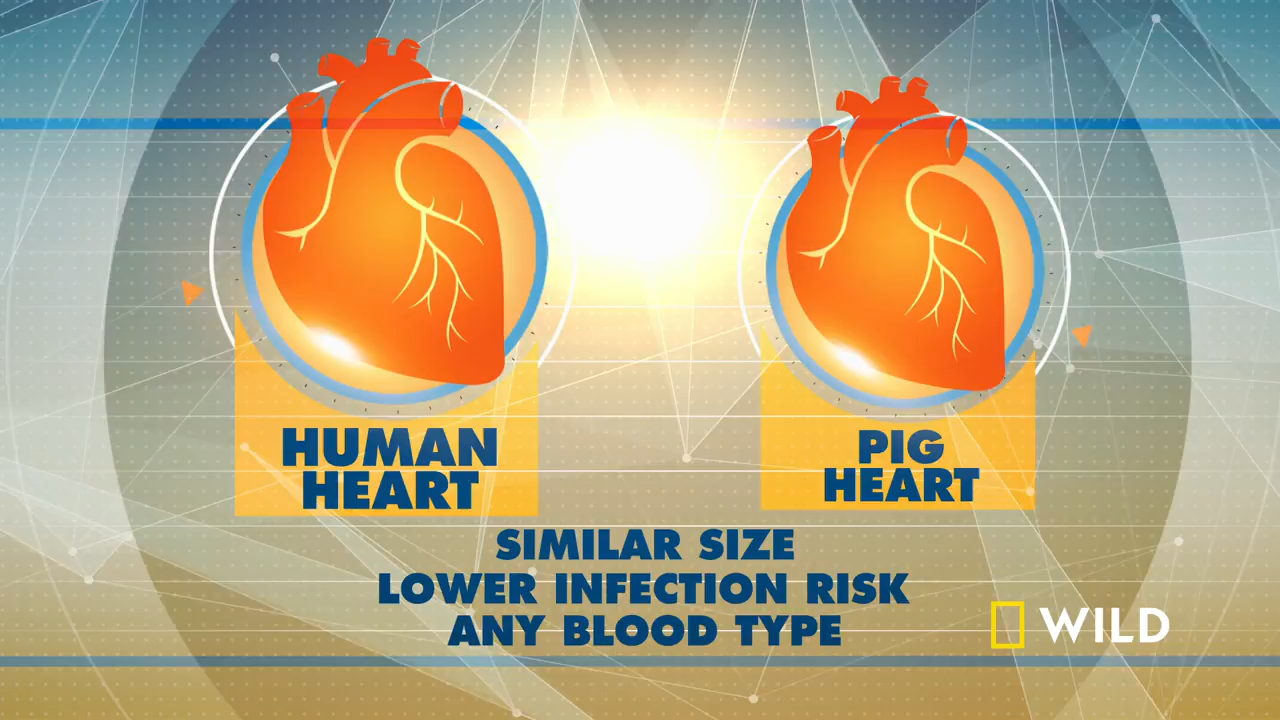 HUMAN
HEART
PIG
HEART
SIMILAR SIZE
LOWER INFECTION RISK
ANY BLOOD TYPE
WILD